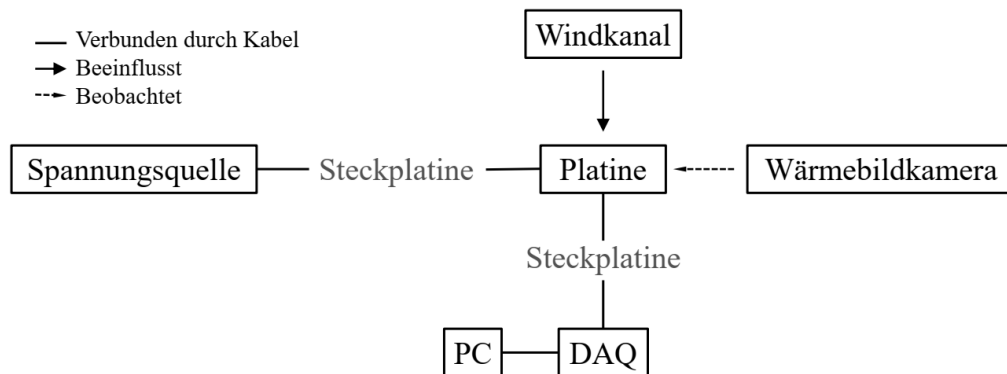 Verbunden durch Kabel
Beeinflusst
Beobachtet
Windkanal
Spannungsquelle
Steckplatine
Platine
Wärmebildkamera
Steckplatine
PC
DAQ